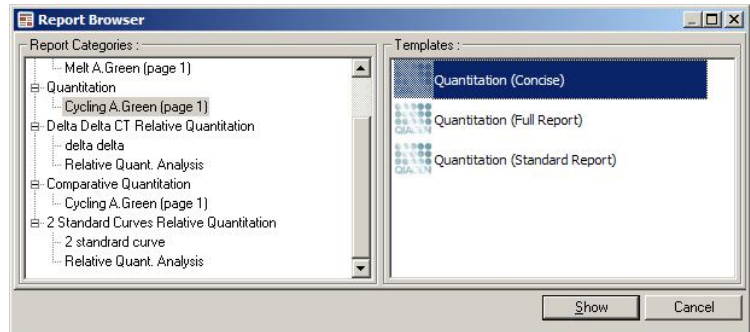 Report Browser
Report Categories :
Melt A.Green (page 1)
Quantitation
Cycling A.Green (page 1)
Delta Delta CT Relative Quantitation
delta delta
Relative Quant. Analysis
Comparative Quantitation
Cycling A.Green (page 1)
2 Standard Curves Relative Quantitation
2 standrard curve
Relative Quant. Analysis
Templates :
Quantitation (Concise)
QIAGEN
Quantitation (Full Report)
QIAGEN
Quantitation (Standard Report)
Show
Cancel